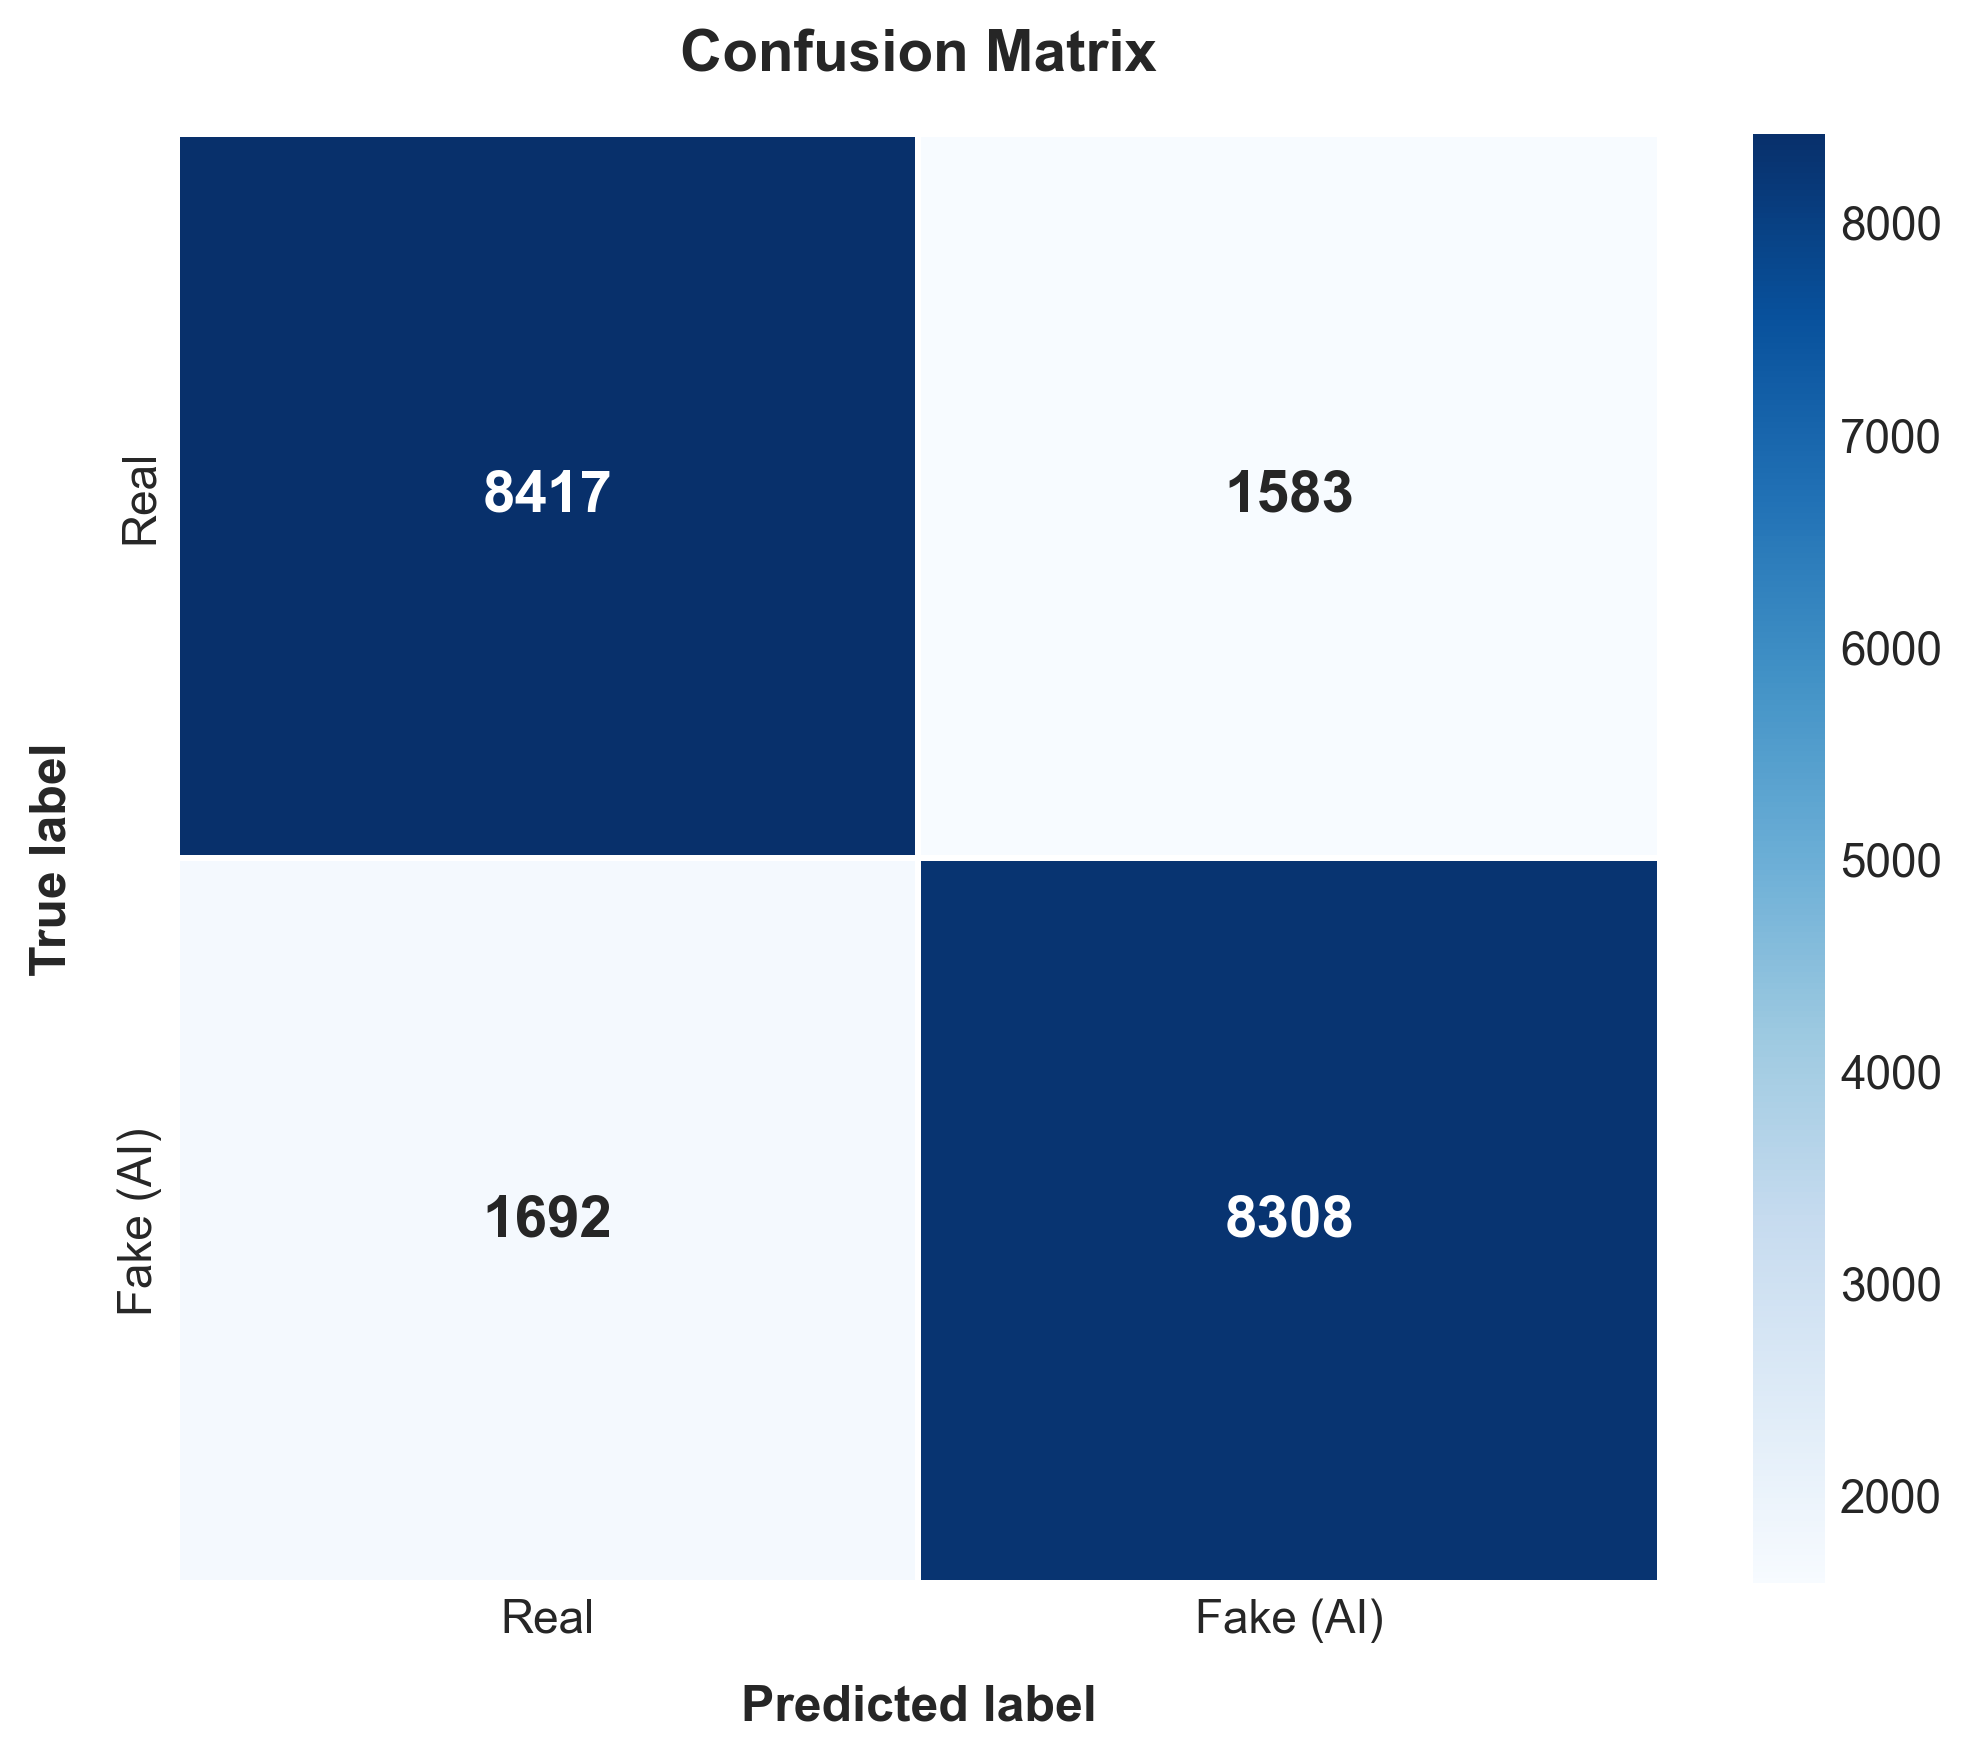 Confusion Matrix
True label
Real
Fake (AI)
8417
1583
1692
8308
Real
Fake (AI)
Predicted label
8000
7000
6000
5000
4000
3000
2000